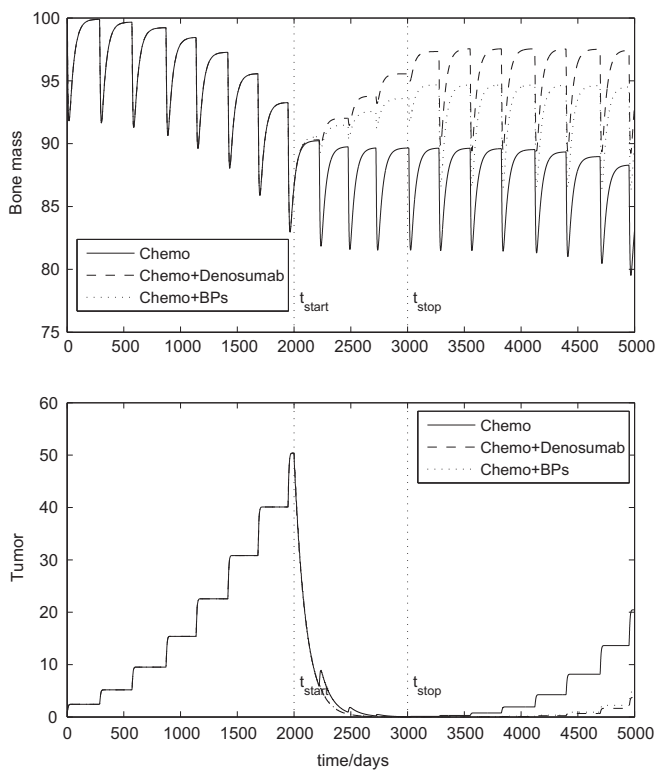 100
95
90
85
80
75
Bone mass
Chemo
Chemo+Denosumab
Chemo+BPs
t_start
t_stop
0 500 1000 1500 2000 2500 3000 3500 4000 4500 5000
60
50
40
30
20
10
0
Tumor
Chemo
Chemo+Denosumab
Chemo+BPs
t_start
t_stop
0 500 1000 1500 2000 2500 3000 3500 4000 4500 5000
time/days